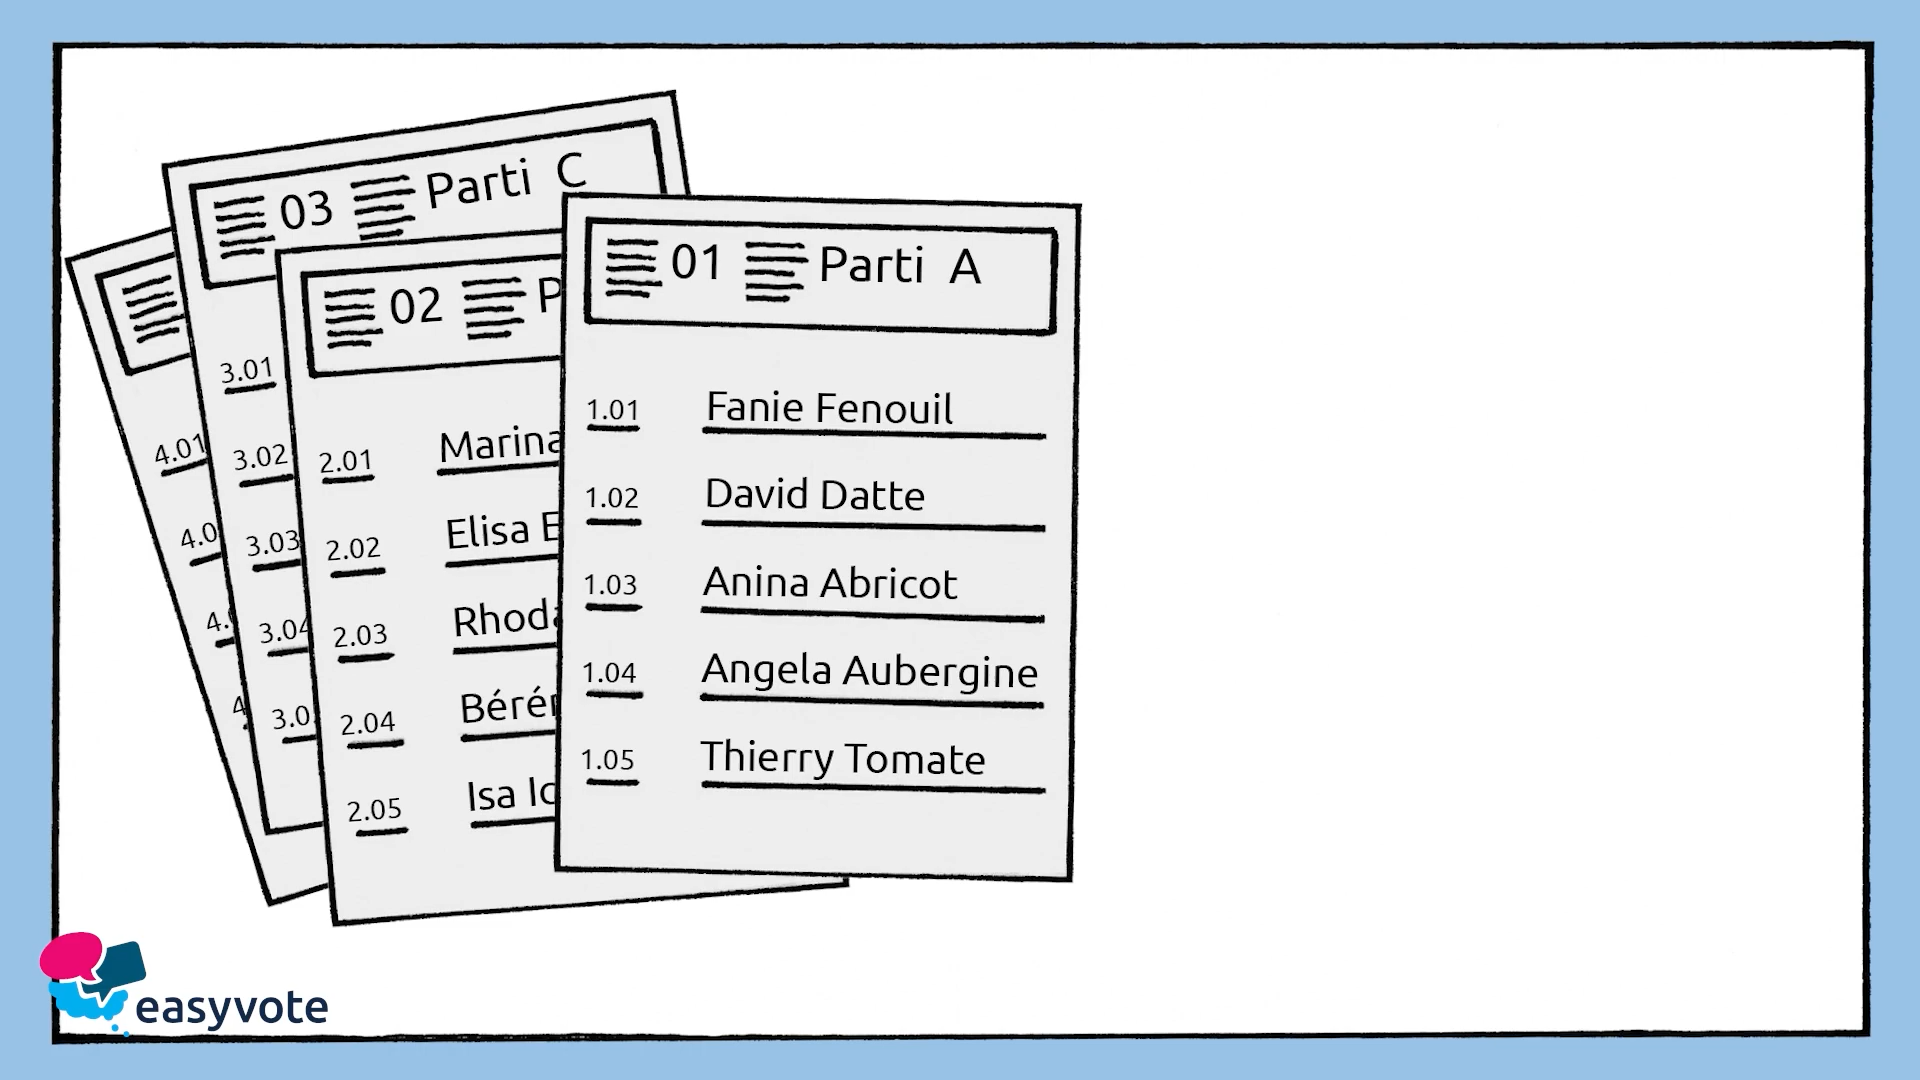 03 Parti C
3.01
3.02
3.03
4.01
02
2.01 Marina
2.02 Elisa
2.03
2.04
2.05 Isa
01 Parti A
1.01 Fanie Fenouil
1.02 David Datte
1.03 Anina Abricot
1.04 Angela Aubergine
1.05 Thierry Tomate
easyvote